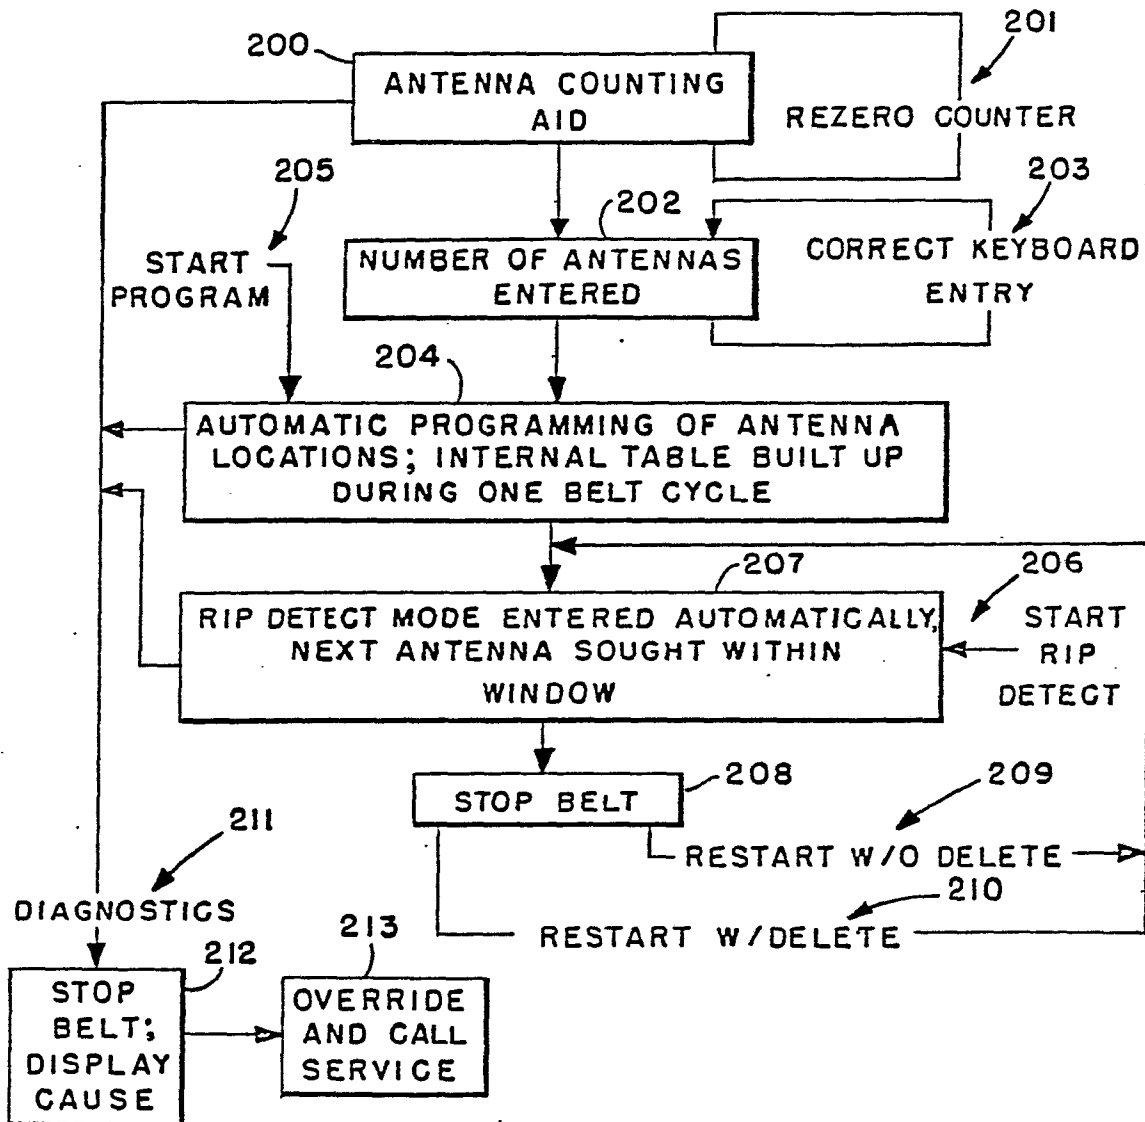 200
ANTENNA COUNTING
AID
201
REZERO COUNTER
205
START
PROGRAM
202
NUMBER OF ANTENNAS
ENTERED
203
CORRECT KEYBOARD
ENTRY
204
AUTOMATIC PROGRAMMING OF ANTENNA
LOCATIONS; INTERNAL TABLE BUILT UP
DURING ONE BELT CYCLE
207
RIP DETECT MODE ENTERED AUTOMATICALLY,
NEXT ANTENNA SOUGHT WITHIN
WINDOW
206
START
RIP
DETECT
STOP BELT
208
209
RESTART W/O DELETE
210
RESTART W/DELETE
211
DIAGNOSTICS
212
STOP
BELT;
DISPLAY
CAUSE
213
OVERRIDE
AND CALL
SERVICE